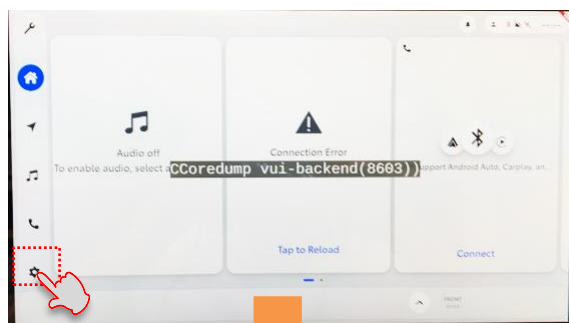 Audio off
To enable audio, select a
Connection Error
CCoredump vui-backend(8603))
upport Android Auto, Carplay, an...
Tap to Reload
Connect
FRONT